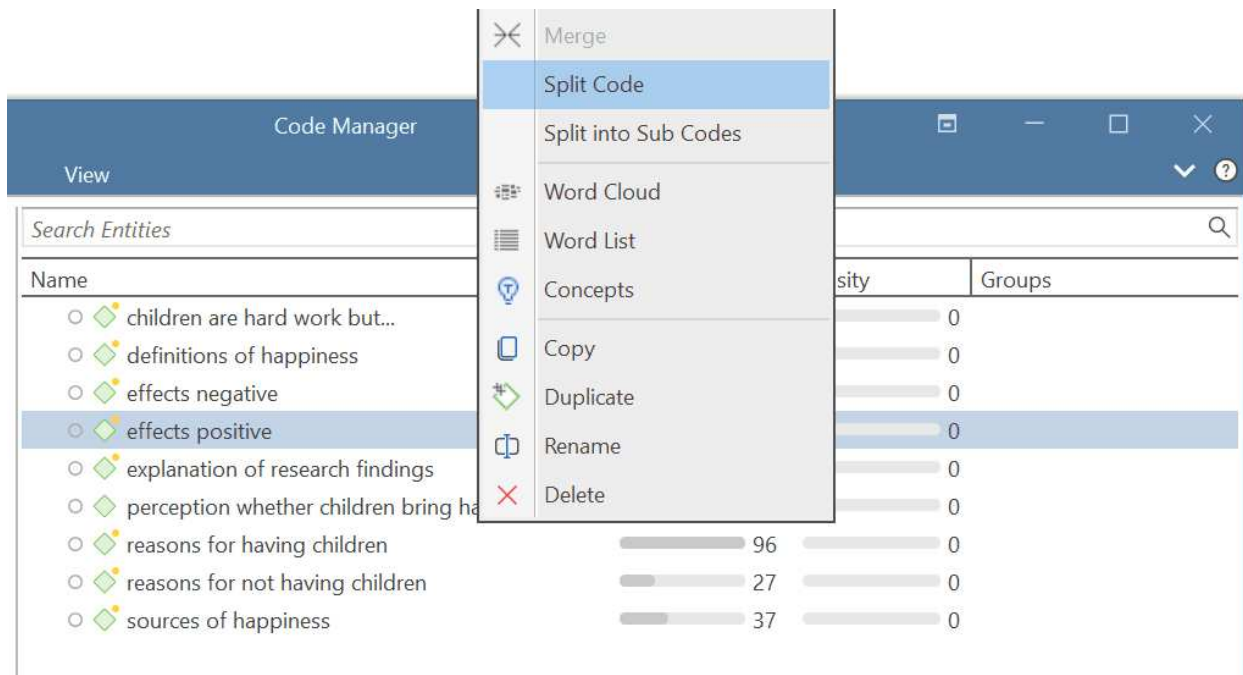 Merge
Split Code
Split into Sub Codes
Word Cloud
Word List
Concepts
Copy
Duplicate
Rename
Delete
Code Manager
View
Search Entities
Name sity Groups
children are hard work but... 0
definitions of happiness 0
effects negative 0
effects positive 0
explanation of research findings 0
perception whether children bring ha 0
reasons for having children 96 0
reasons for not having children 27 0
sources of happiness 37 0